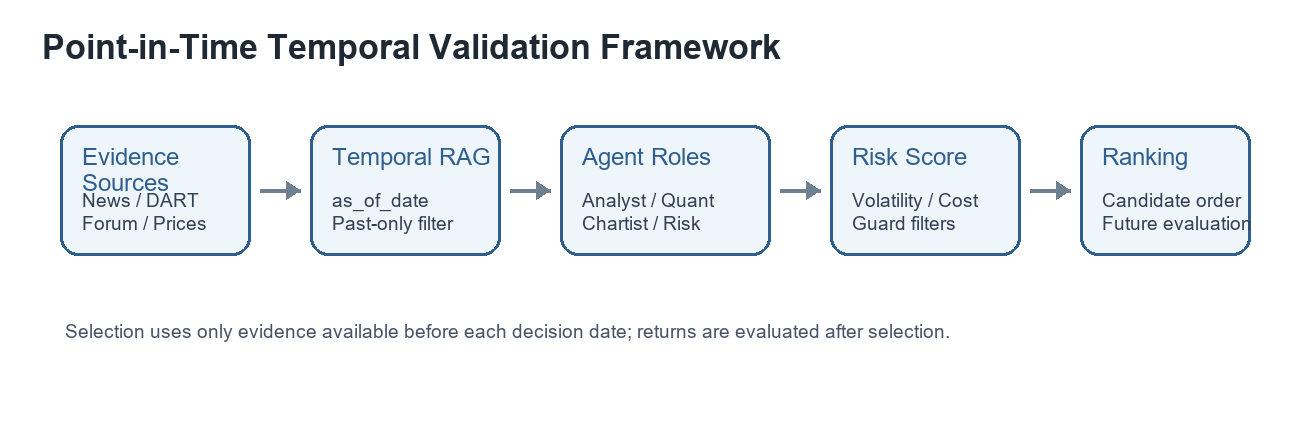 Point-in-Time Temporal Validation Framework
Evidence
Sources
News / DART
Forum / Prices
Temporal RAG
as_of_date
Past-only filter
Agent Roles
Analyst / Quant
Chartist / Risk
Risk Score
Volatility / Cost
Guard filters
Ranking
Candidate order
Future evaluation
Selection uses only evidence available before each decision date; returns are evaluated after selection.